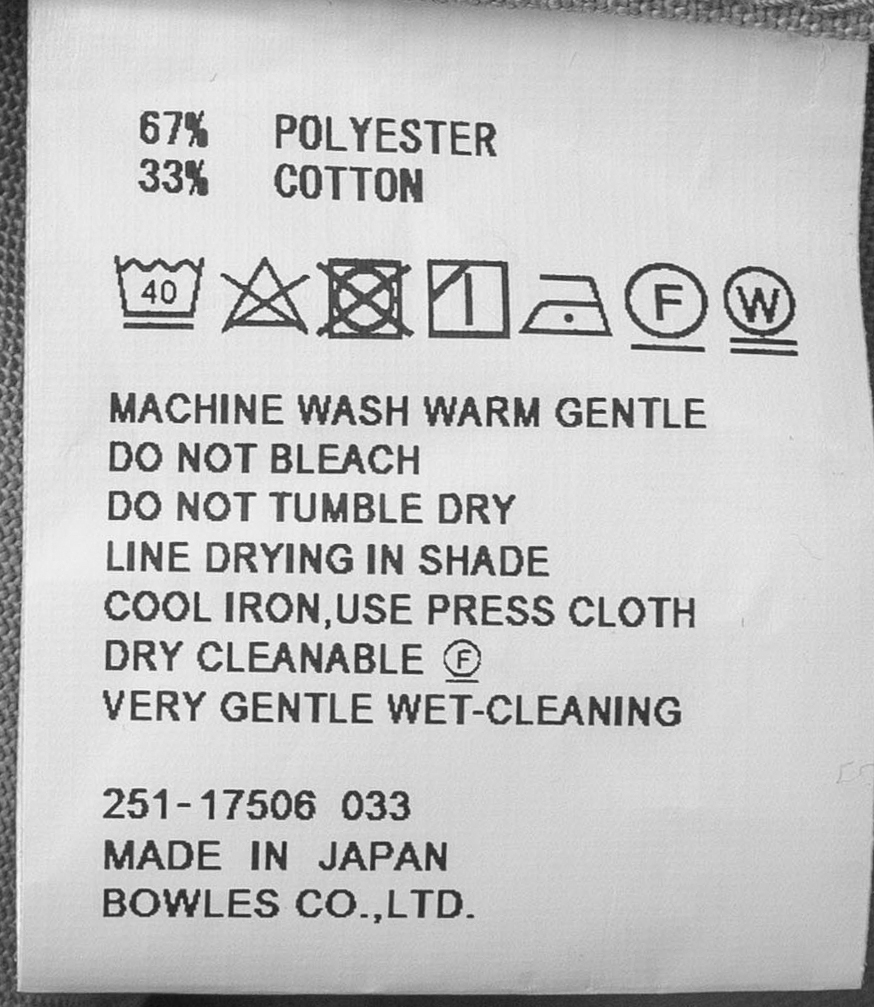 67% POLYESTER
33% COTTON
40 F W
MACHINE WASH WARM GENTLE
DO NOT BLEACH
DO NOT TUMBLE DRY
LINE DRYING IN SHADE
COOL IRON,USE PRESS CLOTH
DRY CLEANABLE Ⓕ
VERY GENTLE WET-CLEANING
251-17506 033
MADE IN JAPAN
BOWLES CO.,LTD.